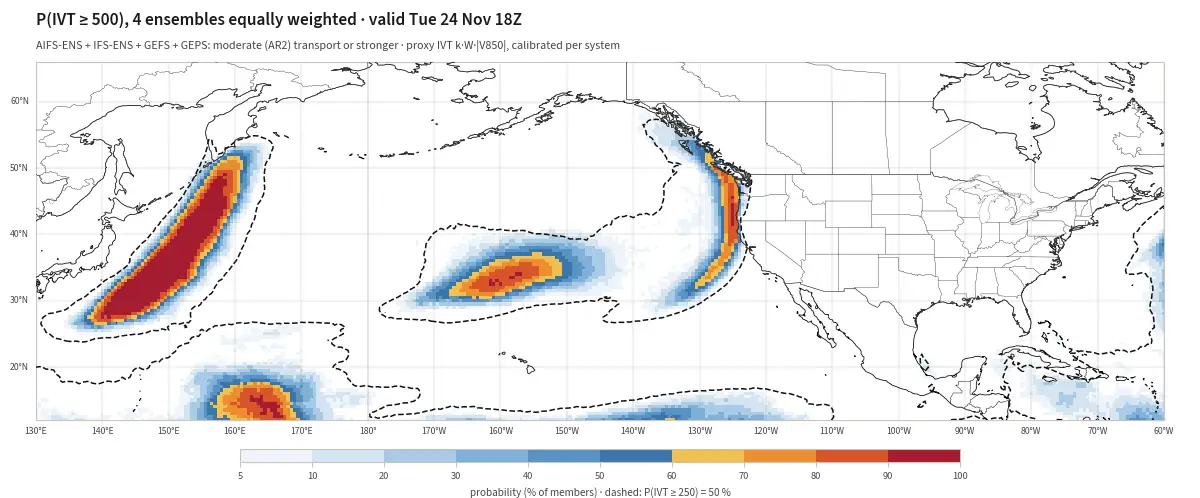 P(IVT ≥ 500), 4 ensembles equally weighted · valid Tue 24 Nov 18Z
AIFS-ENS + IFS-ENS + GEFS + GEPS: moderate (AR2) transport or stronger · proxy IVT k·W·|V850|, calibrated per system
60°N
50°N
40°N
30°N
20°N
130°E 140°E 150°E 160°E 170°E 180° 170°W 160°W 150°W 140°W 130°W 120°W 110°W 100°W 90°W 80°W 70°W 60°W
5 10 20 30 40 50 60 70 80 90 100
probability (% of members) · dashed: P(IVT ≥ 250) = 50 %